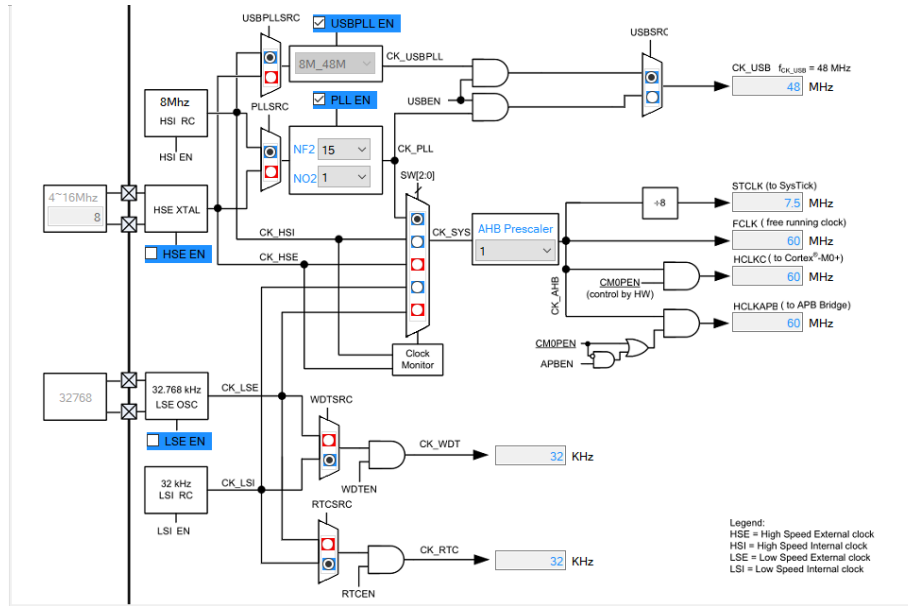 USBPLLSRC
USBPLL EN
USBSRC
8M_48M
CK_USBPLL
CK_USB fCK_USB = 48 MHz
48 MHz
PLLSRC
PLL EN
USBEN
8Mhz
HSI RC
HSI EN
NF2 15
NO2 1
CK_PLL
SW[2:0]
4~16Mhz
8
HSE XTAL
HSE EN
CK_HSI
CK_HSE
CK_SYS
AHB Prescaler
1
÷8
STCLK (to SysTick)
7.5 MHz
FCLK ( free running clock)
60 MHz
HCLKC ( to Cortex®-M0+)
60 MHz
CM0PEN
(control by HW)
CK_AHB
HCLKAPB ( to APB Bridge)
60 MHz
CM0PEN
APBEN
Clock
Monitor
32768
32.768 kHz
LSE OSC
LSE EN
CK_LSE
WDTSRC
CK_WDT
32 KHz
WDTEN
32 kHz
LSI RC
LSI EN
CK_LSI
RTCSRC
CK_RTC
32 KHz
RTCEN
Legend:
HSE = High Speed External clock
HSI = High Speed Internal clock
LSE = Low Speed External clock
LSI = Low Speed Internal clock